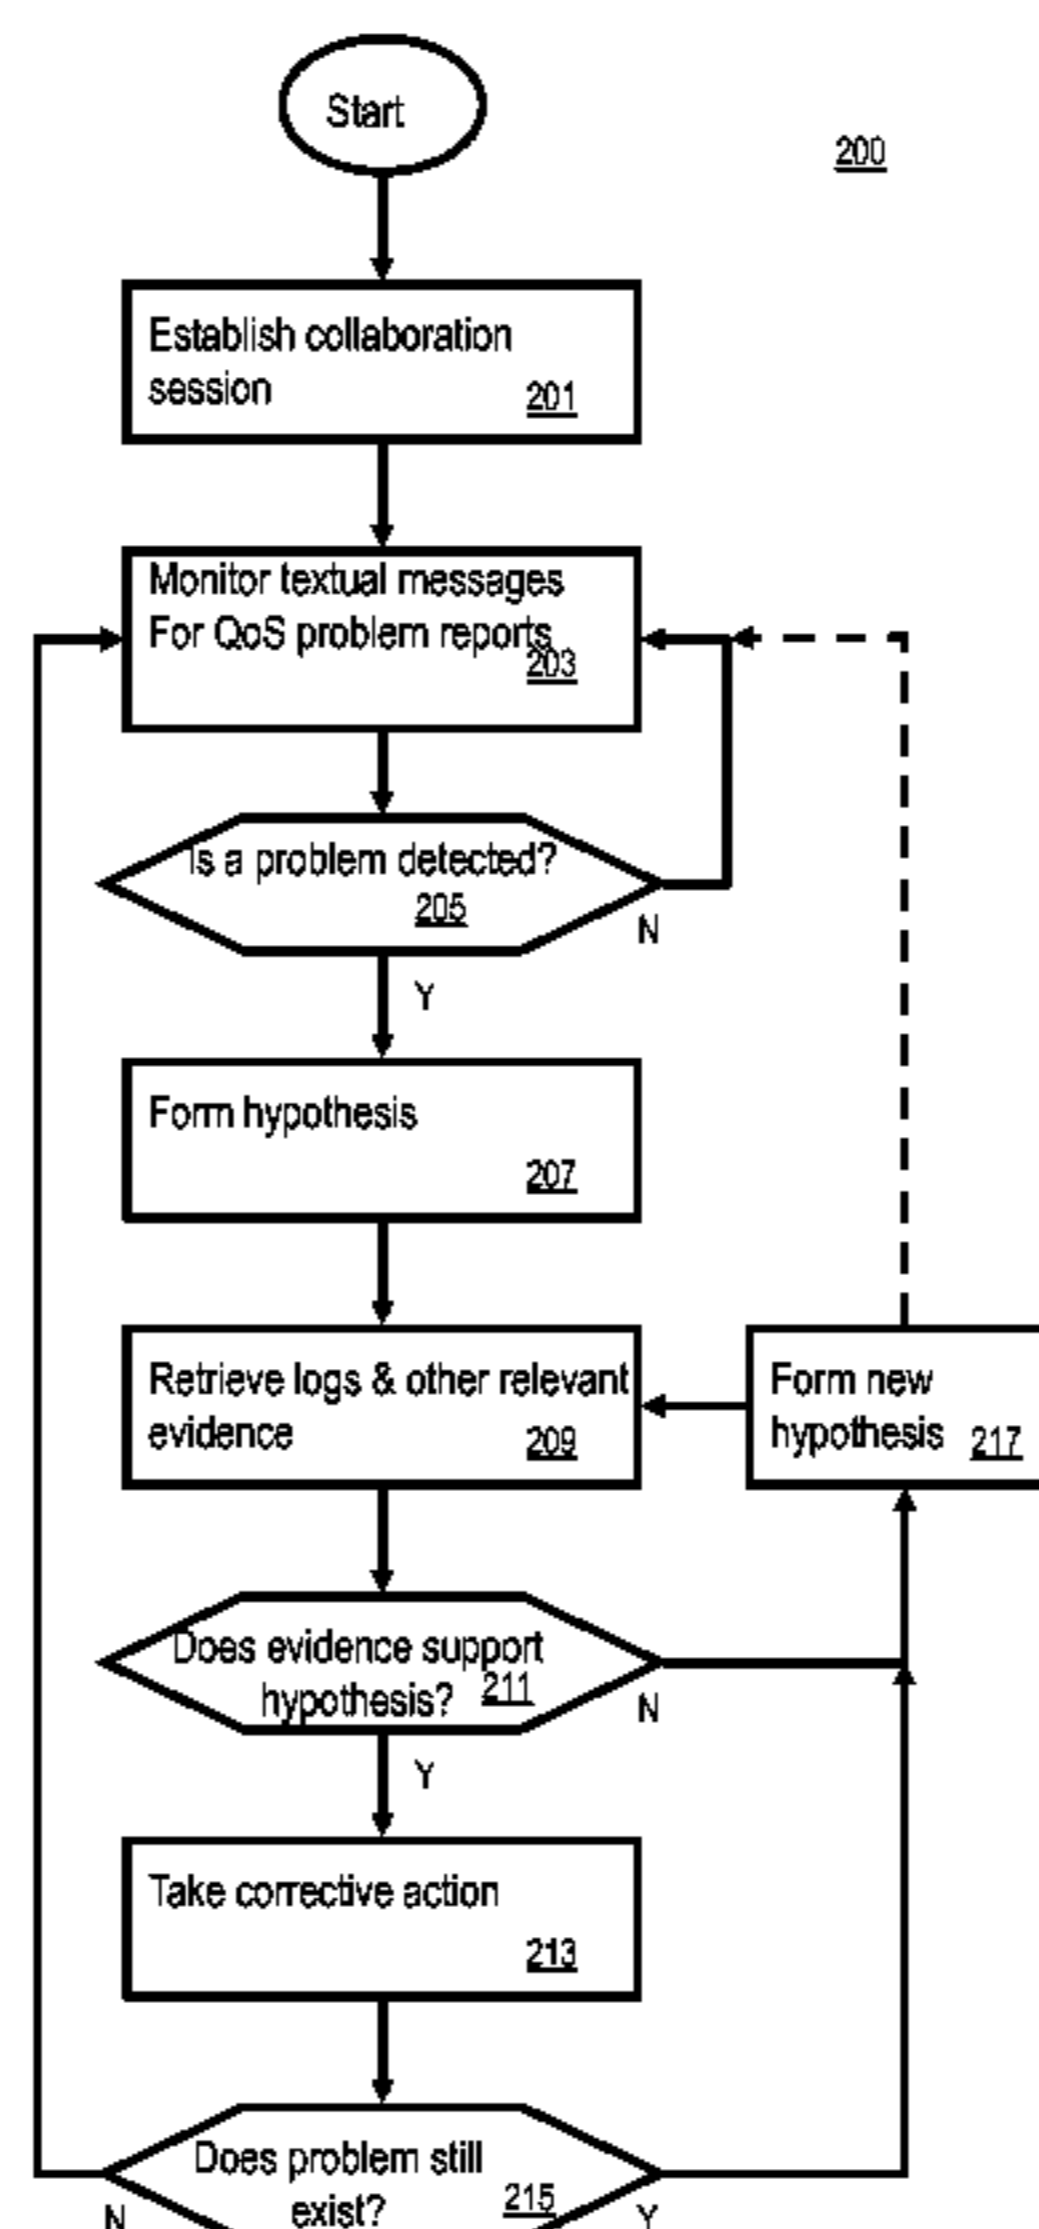 Start
200
Establish collaboration
session 201
Monitor textual messages
For QoS problem reports
203
Is a problem detected?
205
N
Y
Form hypothesis
207
Retrieve logs & other relevant
evidence 209
Form new
hypothesis 217
Does evidence support
hypothesis? 211
N
Y
Take corrective action
213
Does problem still
exist? 215
N
Y